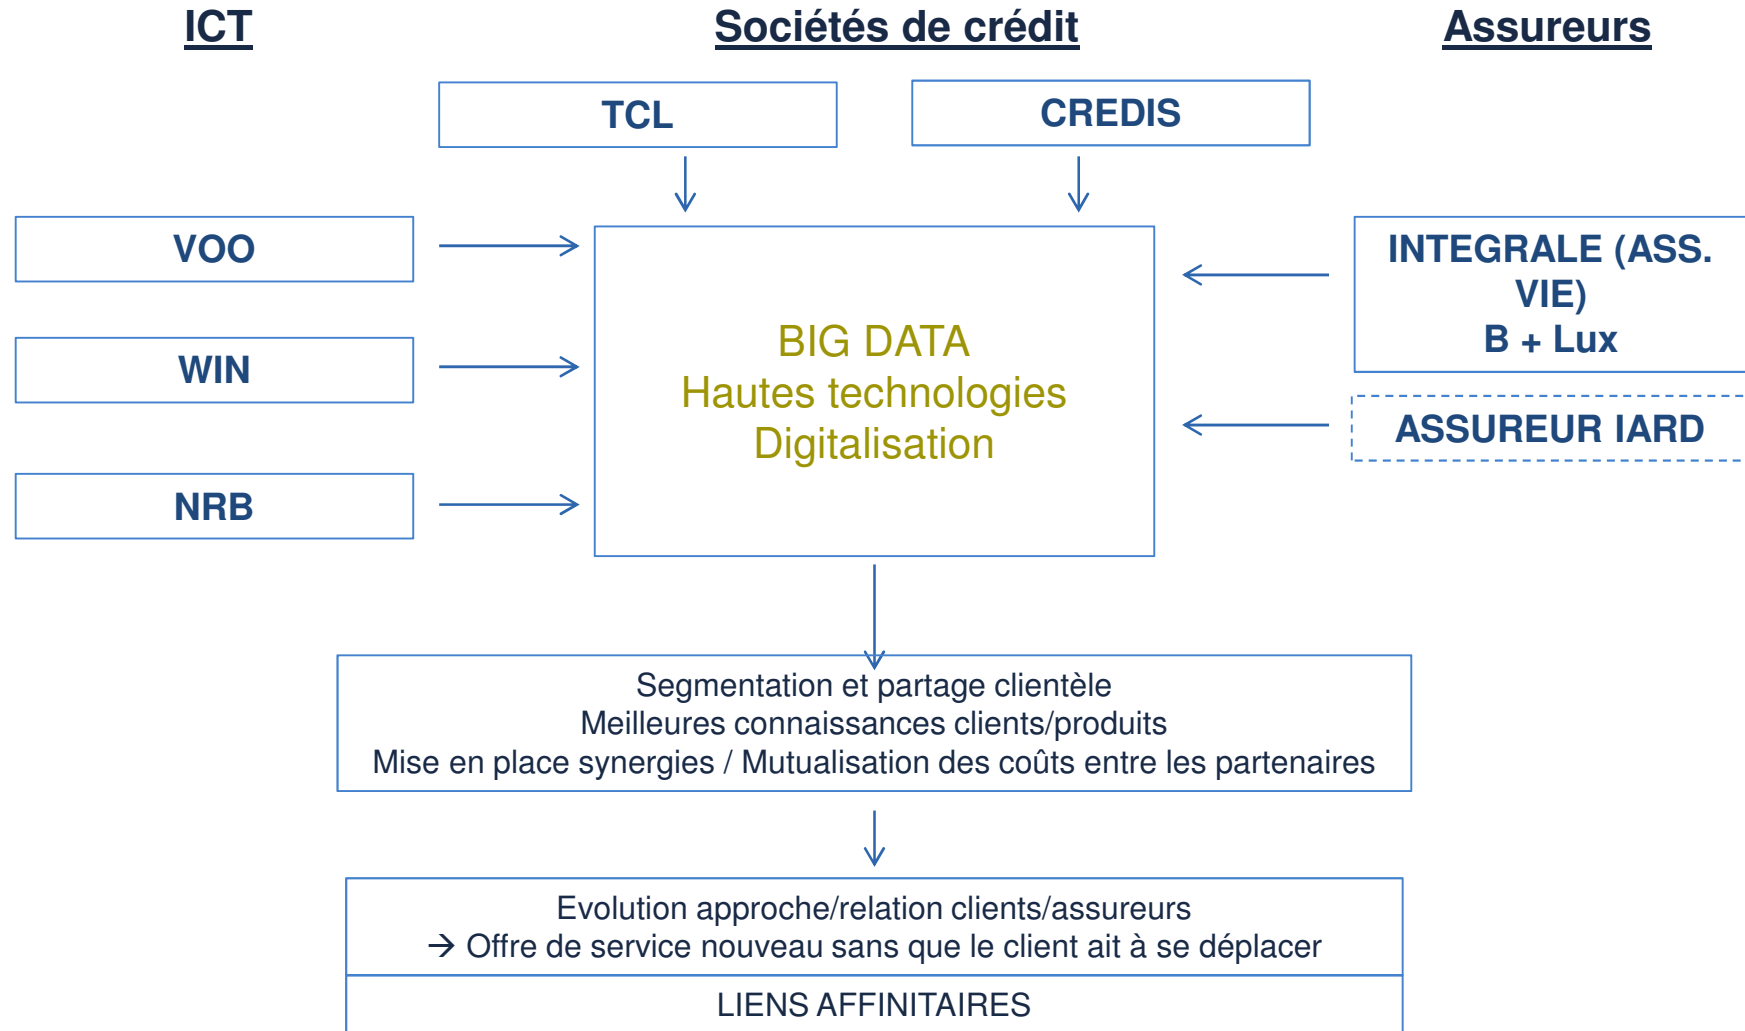 ICT
Sociétés de crédit
Assureurs
TCL
CREDIS
VOO
WIN
NRB
BIG DATA
Hautes technologies
Digitalisation
INTEGRALE (ASS.
VIE)
B + Lux
ASSUREUR IARD
Segmentation et partage clientèle
Meilleures connaissances clients/produits
Mise en place synergies / Mutualisation des coûts entre les partenaires
Evolution approche/relation clients/assureurs
→ Offre de service nouveau sans que le client ait à se déplacer
LIENS AFFINITAIRES